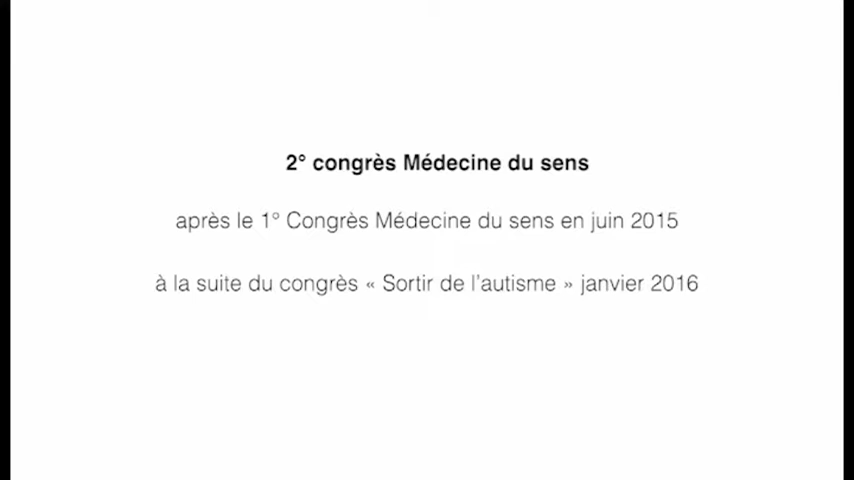 2° congrès Médecine du sens
après le 1° Congrès Médecine du sens en juin 2015
à la suite du congrès « Sortir de l'autisme » janvier 2016